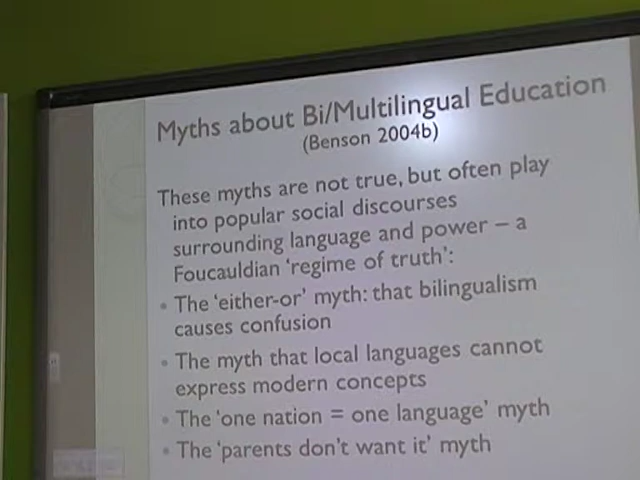 Myths about Bi/Multilingual Education
(Benson 2004b)
These myths are not true, but often play
into popular social discourses
surrounding language and power – a
Foucauldian ‘regime of truth’:
• The ‘either-or’ myth: that bilingualism
causes confusion
• The myth that local languages cannot
express modern concepts
• The ‘one nation = one language’ myth
• The ‘parents don’t want it’ myth